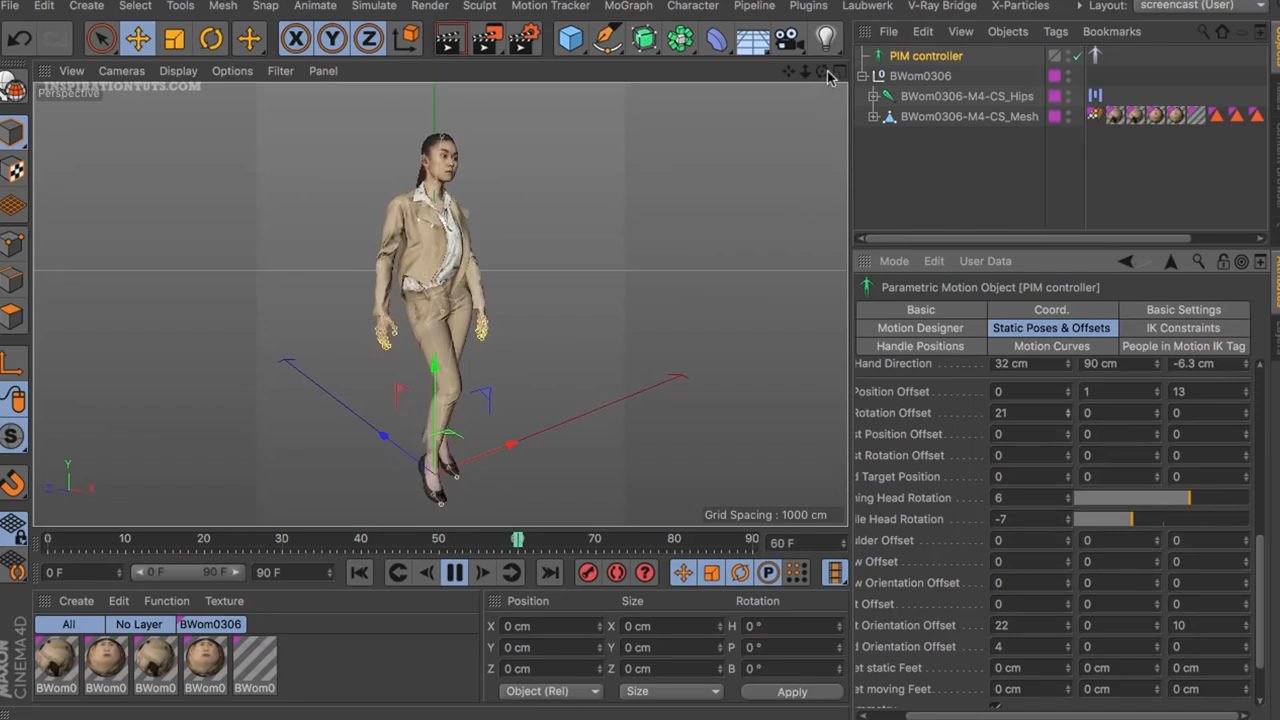 File Edit Create Select Tools Mesh Snap Animate Simulate Render Sculpt Motion Tracker MoGraph Character Pipeline Plugins Laubwerk V-Ray Bridge X-Particles Layout: screencast (User)
X Y Z
File Edit View Objects Tags Bookmarks
PIM controller
BWom0306
BWom0306-M4-CS_Hips
BWom0306-M4-CS_Mesh
View Cameras Display Options Filter Panel
INSPIRATIONTUTS.COM
Perspective
Y
Z X
Grid Spacing : 1000 cm
Mode Edit User Data
Parametric Motion Object [PIM controller]
Basic Coord. Basic Settings
Motion Designer Static Poses & Offsets IK Constraints
Handle Positions Motion Curves People in Motion IK Tag
Hand Direction 32 cm 90 cm -6.3 cm
Position Offset 0 1 13
Rotation Offset 21 0 0
t Position Offset 0 0 0
t Rotation Offset 0 0 0
d Target Position 0 0 0
ning Head Rotation 6
le Head Rotation -7
ulder Offset 0 0 0
w Offset 0 0 0
w Orientation Offset 0 0 0
t Offset 0 0 0
t Orientation Offset 22 0 10
d Orientation Offset 4 0 0
et static Feet 0 cm 0 cm 0 cm
et moving Feet 0 cm 0 cm 0 cm
0 10 20 30 40 50 70 80 90 60 F
0 F 0 F 90 F 90 F
Create Edit Function Texture
All No Layer BWom0306
BWom0 BWom0 BWom0 BWom0 BWom0
Position Size Rotation
X 0 cm X 0 cm H 0 °
Y 0 cm Y 0 cm P 0 °
Z 0 cm Z 0 cm B 0 °
Object (Rel) Size Apply
MAXON
CINEMA4D